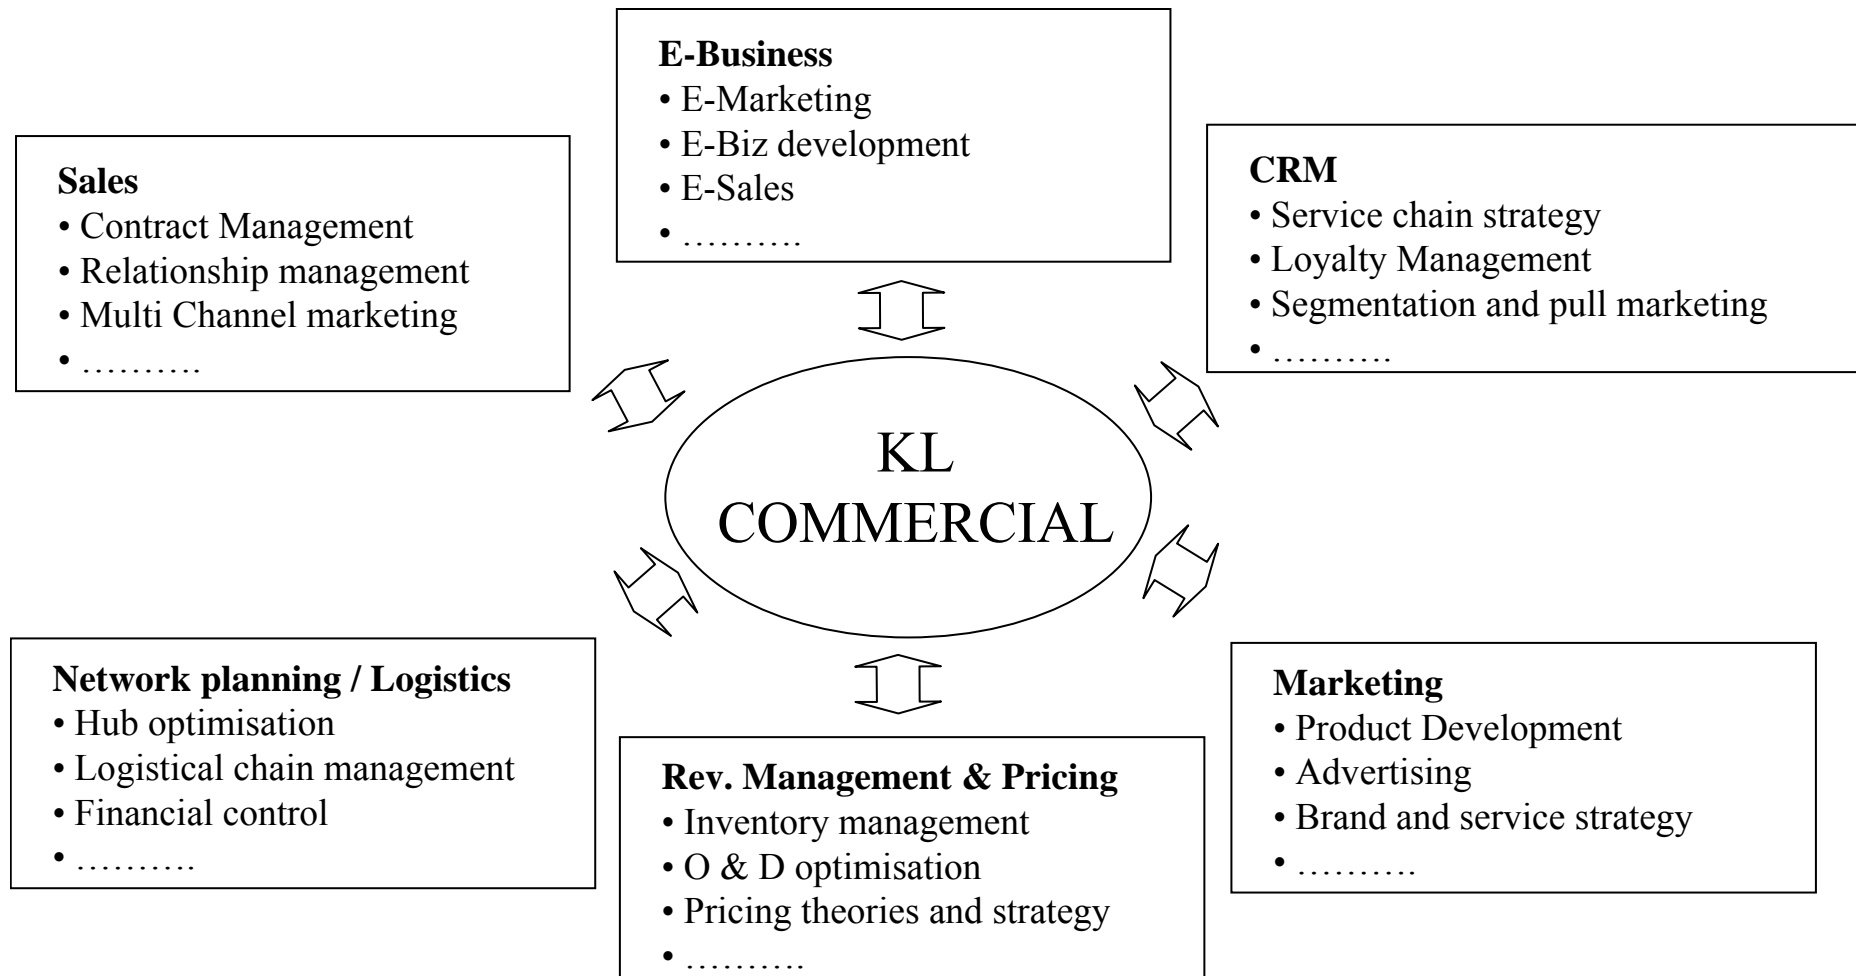 E-Business
• E-Marketing
• E-Biz development
• E-Sales
• ……….
Sales
• Contract Management
• Relationship management
• Multi Channel marketing
• ……….
CRM
• Service chain strategy
• Loyalty Management
• Segmentation and pull marketing
• ……….
KL
COMMERCIAL
Network planning / Logistics
• Hub optimisation
• Logistical chain management
• Financial control
• ……….
Rev. Management & Pricing
• Inventory management
• O & D optimisation
• Pricing theories and strategy
• ……….
Marketing
• Product Development
• Advertising
• Brand and service strategy
• ……….